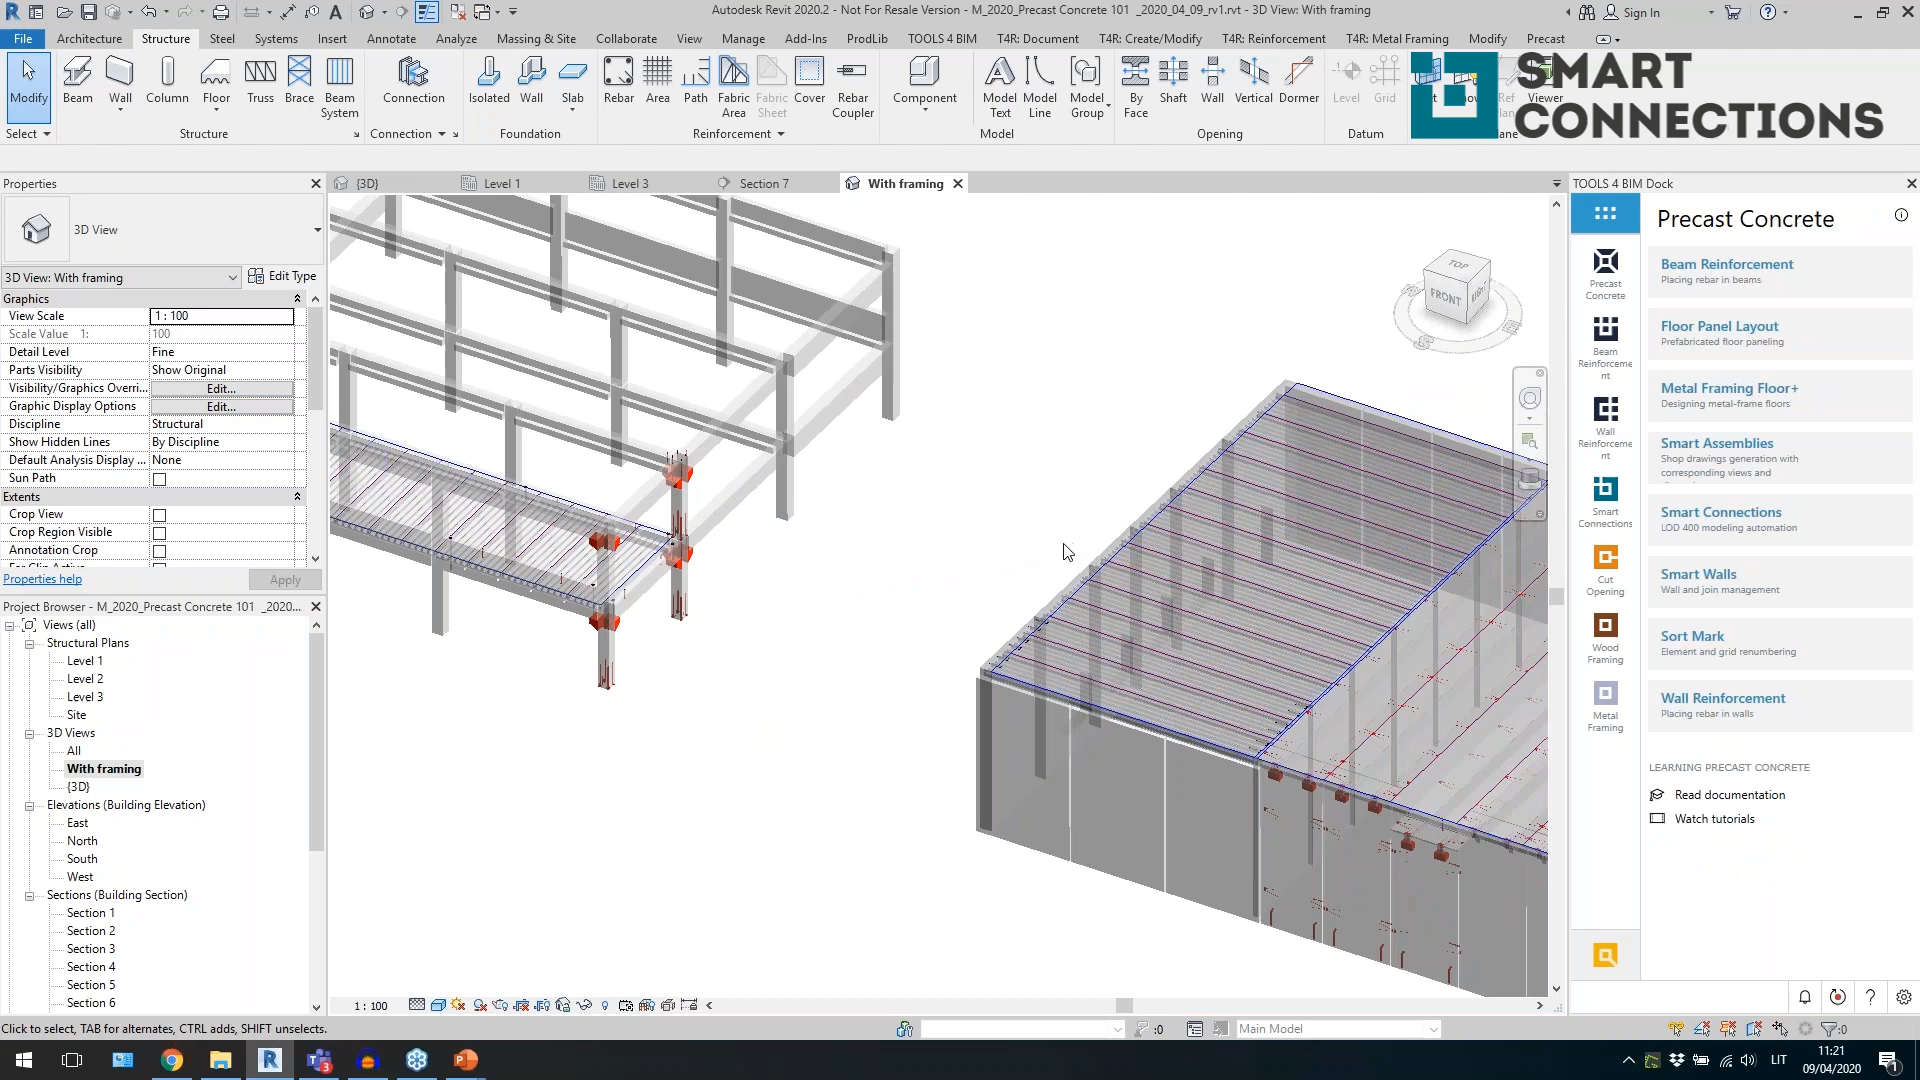 Autodesk Revit 2020.2 - Not For Resale Version - M_2020_Precast Concrete 101 _2020_04_09_rv1.rvt - 3D View: With framing
Sign In
File Architecture Structure Steel Systems Insert Annotate Analyze Massing & Site Collaborate View Manage Add-Ins ProdLib TOOLS 4 BIM T4R: Document T4R: Create/Modify T4R: Reinforcement T4R: Metal Framing Modify Precast
SMART
CONNECTIONS
Modify Beam Wall Column Floor Truss Brace Beam System Connection Isolated Wall Slab Rebar Area Path Fabric Area Fabric Sheet Cover Rebar Coupler Component Model Text Model Line Model Group By Face Shaft Wall Vertical Dormer Level Grid Viewer
Select Structure Connection Foundation Reinforcement Model Opening Datum
Properties
{3D} Level 1 Level 3 Section 7 With framing
3D View
3D View: With framing Edit Type
Graphics
View Scale 1 : 100
Scale Value 1: 100
Detail Level Fine
Parts Visibility Show Original
Visibility/Graphics Overri... Edit...
Graphic Display Options Edit...
Discipline Structural
Show Hidden Lines By Discipline
Default Analysis Display ... None
Sun Path
Extents
Crop View
Crop Region Visible
Annotation Crop
Properties help Apply
Project Browser - M_2020_Precast Concrete 101 _2020...
Views (all)
Structural Plans
Level 1
Level 2
Level 3
Site
3D Views
All
With framing
{3D}
Elevations (Building Elevation)
East
North
South
West
Sections (Building Section)
Section 1
Section 2
Section 3
Section 4
Section 5
Section 6
TOP
FRONT
RIGHT
TOOLS 4 BIM Dock
Precast Concrete
Beam Reinforceme nt
Wall Reinforceme nt
Smart Connections
Cut Opening
Wood Framing
Metal Framing
Precast Concrete
Beam Reinforcement
Placing rebar in beams
Floor Panel Layout
Prefabricated floor paneling
Metal Framing Floor+
Designing metal-frame floors
Smart Assemblies
Shop drawings generation with
corresponding views and
Smart Connections
LOD 400 modeling automation
Smart Walls
Wall and join management
Sort Mark
Element and grid renumbering
Wall Reinforcement
Placing rebar in walls
LEARNING PRECAST CONCRETE
Read documentation
Watch tutorials
1 : 100
Click to select, TAB for alternates, CTRL adds, SHIFT unselects.
:0
Main Model
:0
LIT
11:21
09/04/2020